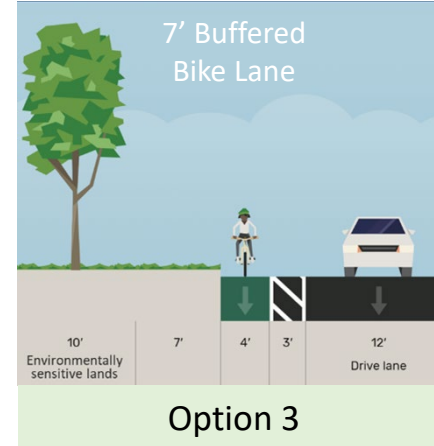 7’ Buffered
Bike Lane
10′ 7′ 4′ 3′ 12′
Environmentally
sensitive lands
Drive lane
Option 3